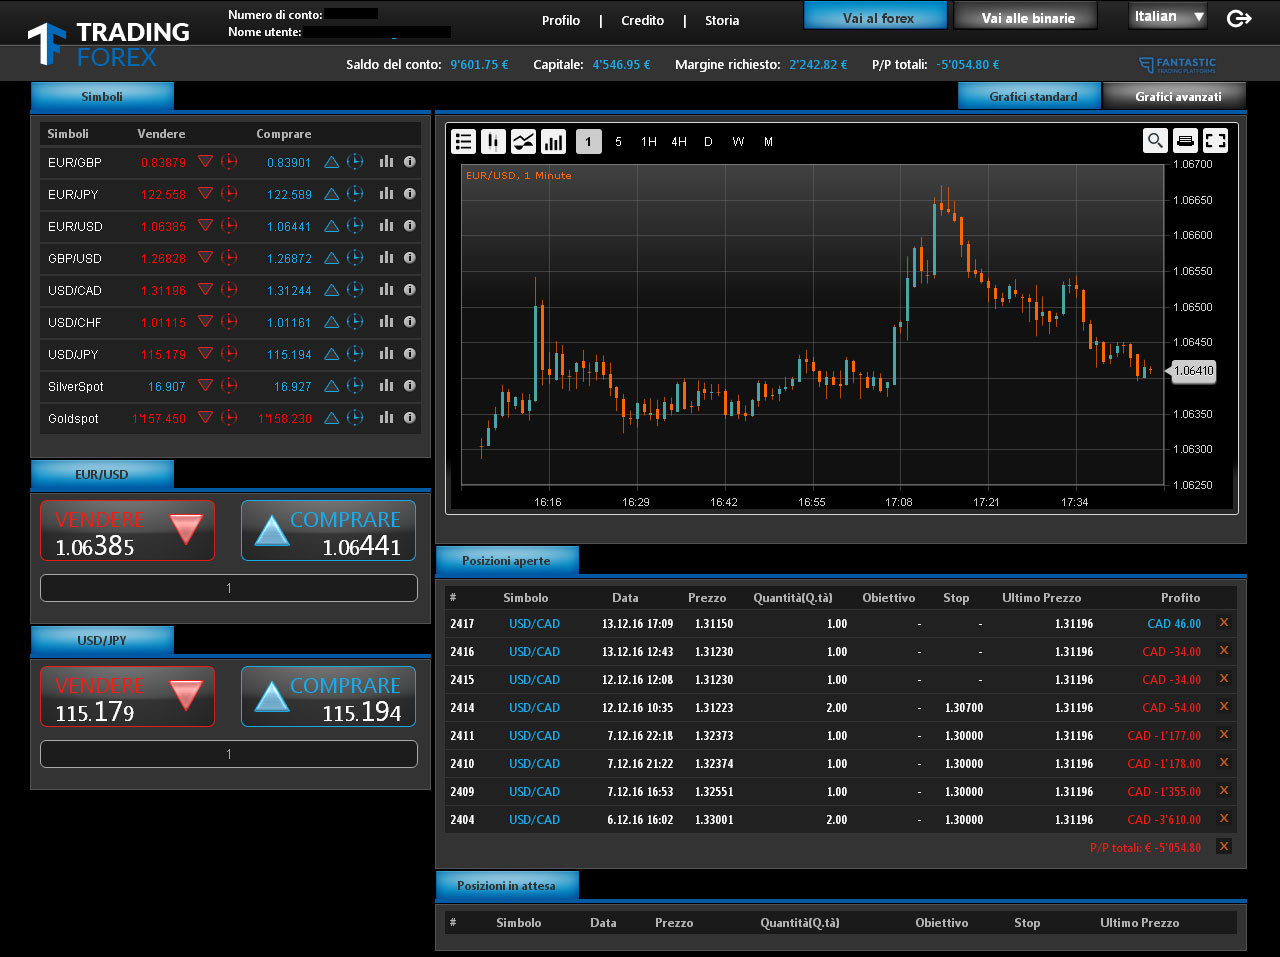 TRADING
FOREX
Numero di conto:
Nome utente:
Profilo | Credito | Storia
Vai al forex
Vai alle binarie
Italian
Saldo del conto: 9'601.75 € Capitale: 4'546.95 € Margine richiesto: 2'242.82 € P/P totali: -5'054.80 €
FANTASTIC
TRADING PLATFORMS
Simboli
Simboli Vendere Comprare
EUR/GBP 0.83879 0.83901
EUR/JPY 122.558 122.589
EUR/USD 1.06385 1.06441
GBP/USD 1.26828 1.26872
USD/CAD 1.31196 1.31244
USD/CHF 1.01115 1.01161
USD/JPY 115.179 115.194
SilverSpot 16.907 16.927
Goldspot 1'157.450 1'158.230
EUR/USD
VENDERE
1.06385
COMPRARE
1.06441
1
USD/JPY
VENDERE
115.179
COMPRARE
115.194
1
Grafici standard
Grafici avanzati
1 5 1H 4H D W M
EUR/USD, 1 Minute
1.06700
1.06650
1.06600
1.06550
1.06500
1.06450
1.06410
1.06350
1.06300
1.06250
16:16 16:29 16:42 16:55 17:08 17:21 17:34
Posizioni aperte
# Simbolo Data Prezzo Quantità(Q.tà) Obiettivo Stop Ultimo Prezzo Profito
2417 USD/CAD 13.12.16 17:09 1.31150 1.00 - - 1.31196 CAD 46.00 X
2416 USD/CAD 13.12.16 12:43 1.31230 1.00 - - 1.31196 CAD -34.00 X
2415 USD/CAD 12.12.16 12:08 1.31230 1.00 - - 1.31196 CAD -34.00 X
2414 USD/CAD 12.12.16 10:35 1.31223 2.00 - 1.30700 1.31196 CAD -54.00 X
2411 USD/CAD 7.12.16 22:18 1.32373 1.00 - 1.30000 1.31196 CAD -1'177.00 X
2410 USD/CAD 7.12.16 21:22 1.32374 1.00 - 1.30000 1.31196 CAD -1'178.00 X
2409 USD/CAD 7.12.16 16:53 1.32551 1.00 - 1.30000 1.31196 CAD -1'355.00 X
2404 USD/CAD 6.12.16 16:02 1.33001 2.00 - 1.30000 1.31196 CAD -3'610.00 X
P/P totali: € -5'054.80 X
Posizioni in attesa
# Simbolo Data Prezzo Quantità(Q.tà) Obiettivo Stop Ultimo Prezzo